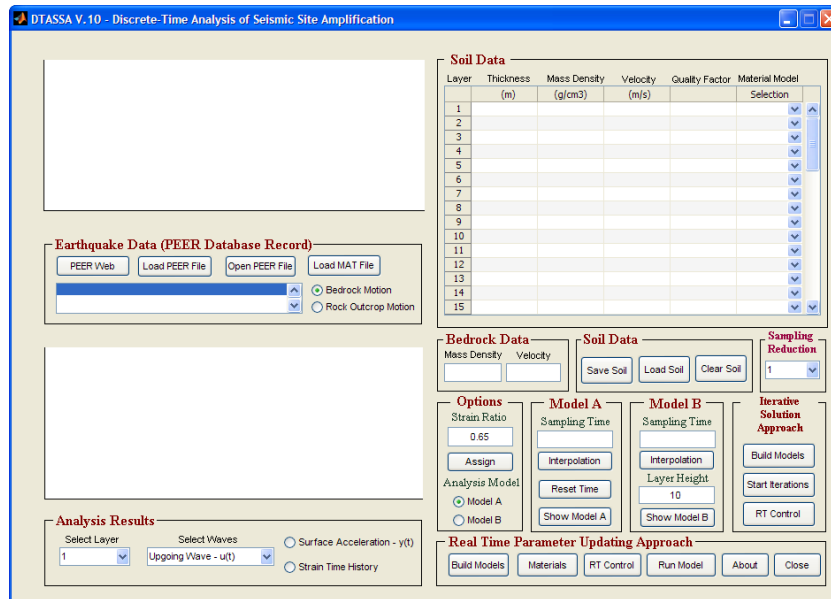 DTASSA V.10 - Discrete-Time Analysis of Seismic Site Amplification
Soil Data
Layer Thickness Mass Density Velocity Quality Factor Material Model
(m) (g/cm3) (m/s) Selection
1
2
3
4
5
6
7
8
9
10
11
12
13
14
15
Earthquake Data (PEER Database Record)
PEER Web Load PEER File Open PEER File Load MAT File
Bedrock Motion
Rock Outcrop Motion
Bedrock Data
Mass Density Velocity
Soil Data
Save Soil Load Soil Clear Soil
Sampling
Reduction
1
Options
Strain Ratio
0.65
Assign
Analysis Model
Model A
Model B
Model A
Sampling Time
Interpolation
Reset Time
Show Model A
Model B
Sampling Time
Interpolation
Layer Height
10
Show Model B
Iterative
Solution
Approach
Build Models
Start Iterations
RT Control
Analysis Results
Select Layer Select Waves
1 Upgoing Wave - u(t)
Surface Acceleration - y(t)
Strain Time History
Real Time Parameter Updating Approach
Build Models Materials RT Control Run Model About Close